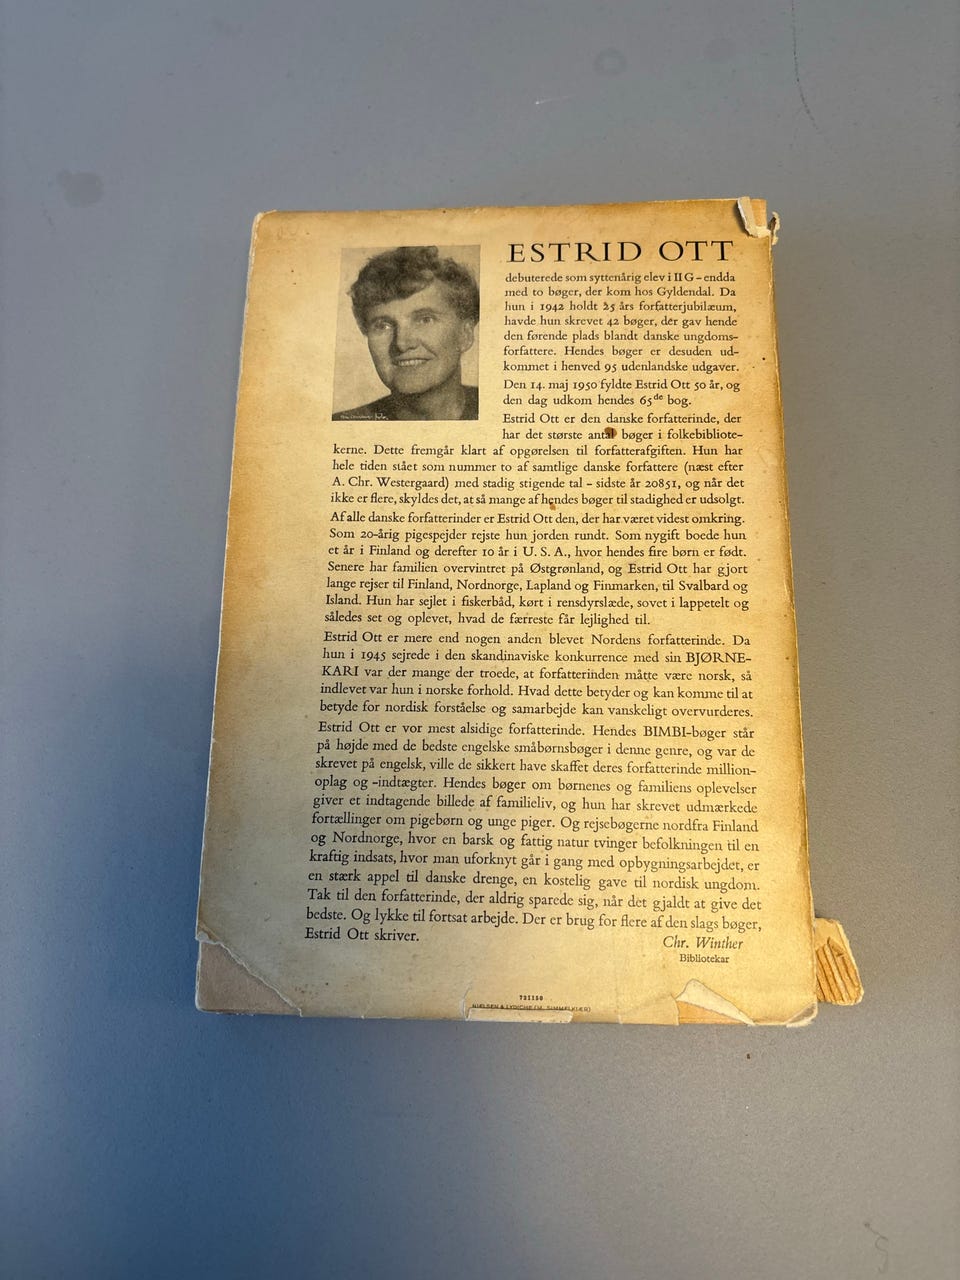 ESTRID OTT
debuterede som syttenårig elev i II G – endda
med to bøger, der kom hos Gyldendal. Da
hun i 1942 holdt 25 års forfatterjubilæum,
havde hun skrevet 42 bøger, der gav hende
den førende plads blandt danske ungdoms-
forfattere. Hendes bøger er desuden ud-
kommet i henved 95 udenlandske udgaver.
Den 14. maj 1950 fyldte Estrid Ott 50 år, og
den dag udkom hendes 65de bog.
Estrid Ott er den danske forfatterinde, der
har det største antal bøger i folkebibliote-
kerne. Dette fremgår klart af opgørelsen til forfatterafgiften. Hun har
hele tiden stået som nummer to af samtlige danske forfattere (næst efter
A. Chr. Westergaard) med stadig stigende tal – sidste år 20851, og når det
ikke er flere, skyldes det, at så mange af hendes bøger til stadighed er udsolgt.
Af alle danske forfatterinder er Estrid Ott den, der har været videst omkring.
Som 20-årig pigespejder rejste hun jorden rundt. Som nygift boede hun
et år i Finland og derefter 10 år i U. S. A., hvor hendes fire børn er født.
Senere har familien overvintret på Østgrønland, og Estrid Ott har gjort
lange rejser til Finland, Nordnorge, Lapland og Finmarken, til Svalbard og
Island. Hun har sejlet i fiskerbåd, kørt i rensdyrslæde, sovet i lappetelt og
således set og oplevet, hvad de færreste får lejlighed til.
Estrid Ott er mere end nogen anden blevet Nordens forfatterinde. Da
hun i 1945 sejrede i den skandinaviske konkurrence med sin BJØRNE-
KARI var der mange der troede, at forfatterinden måtte være norsk, så
indlevet var hun i norske forhold. Hvad dette betyder og kan komme til at
betyde for nordisk forståelse og samarbejde kan vanskeligt overvurderes.
Estrid Ott er vor mest alsidige forfatterinde. Hendes BIMBI-bøger står
på højde med de bedste engelske småbørnsbøger i denne genre, og var de
skrevet på engelsk, ville de sikkert have skaffet deres forfatterinde million-
oplag og -indtægter. Hendes bøger om børnenes og familiens oplevelser
giver et indtagende billede af familieliv, og hun har skrevet udmærkede
fortællinger om pigebørn og unge piger. Og rejsebøgerne nordfra Finland
og Nordnorge, hvor en barsk og fattig natur tvinger befolkningen til en
kraftig indsats, hvor man uforknyt går i gang med opbygningsarbejdet, er
en stærk appel til danske drenge, en kostelig gave til nordisk ungdom.
Tak til den forfatterinde, der aldrig sparede sig, når det gjaldt at give det
bedste. Og lykke til fortsat arbejde. Der er brug for flere af den slags bøger,
Estrid Ott skriver.
Chr. Winther
Bibliotekar
721150
NIELSEN & LYDICHE (M. SIMMELKIÆR)